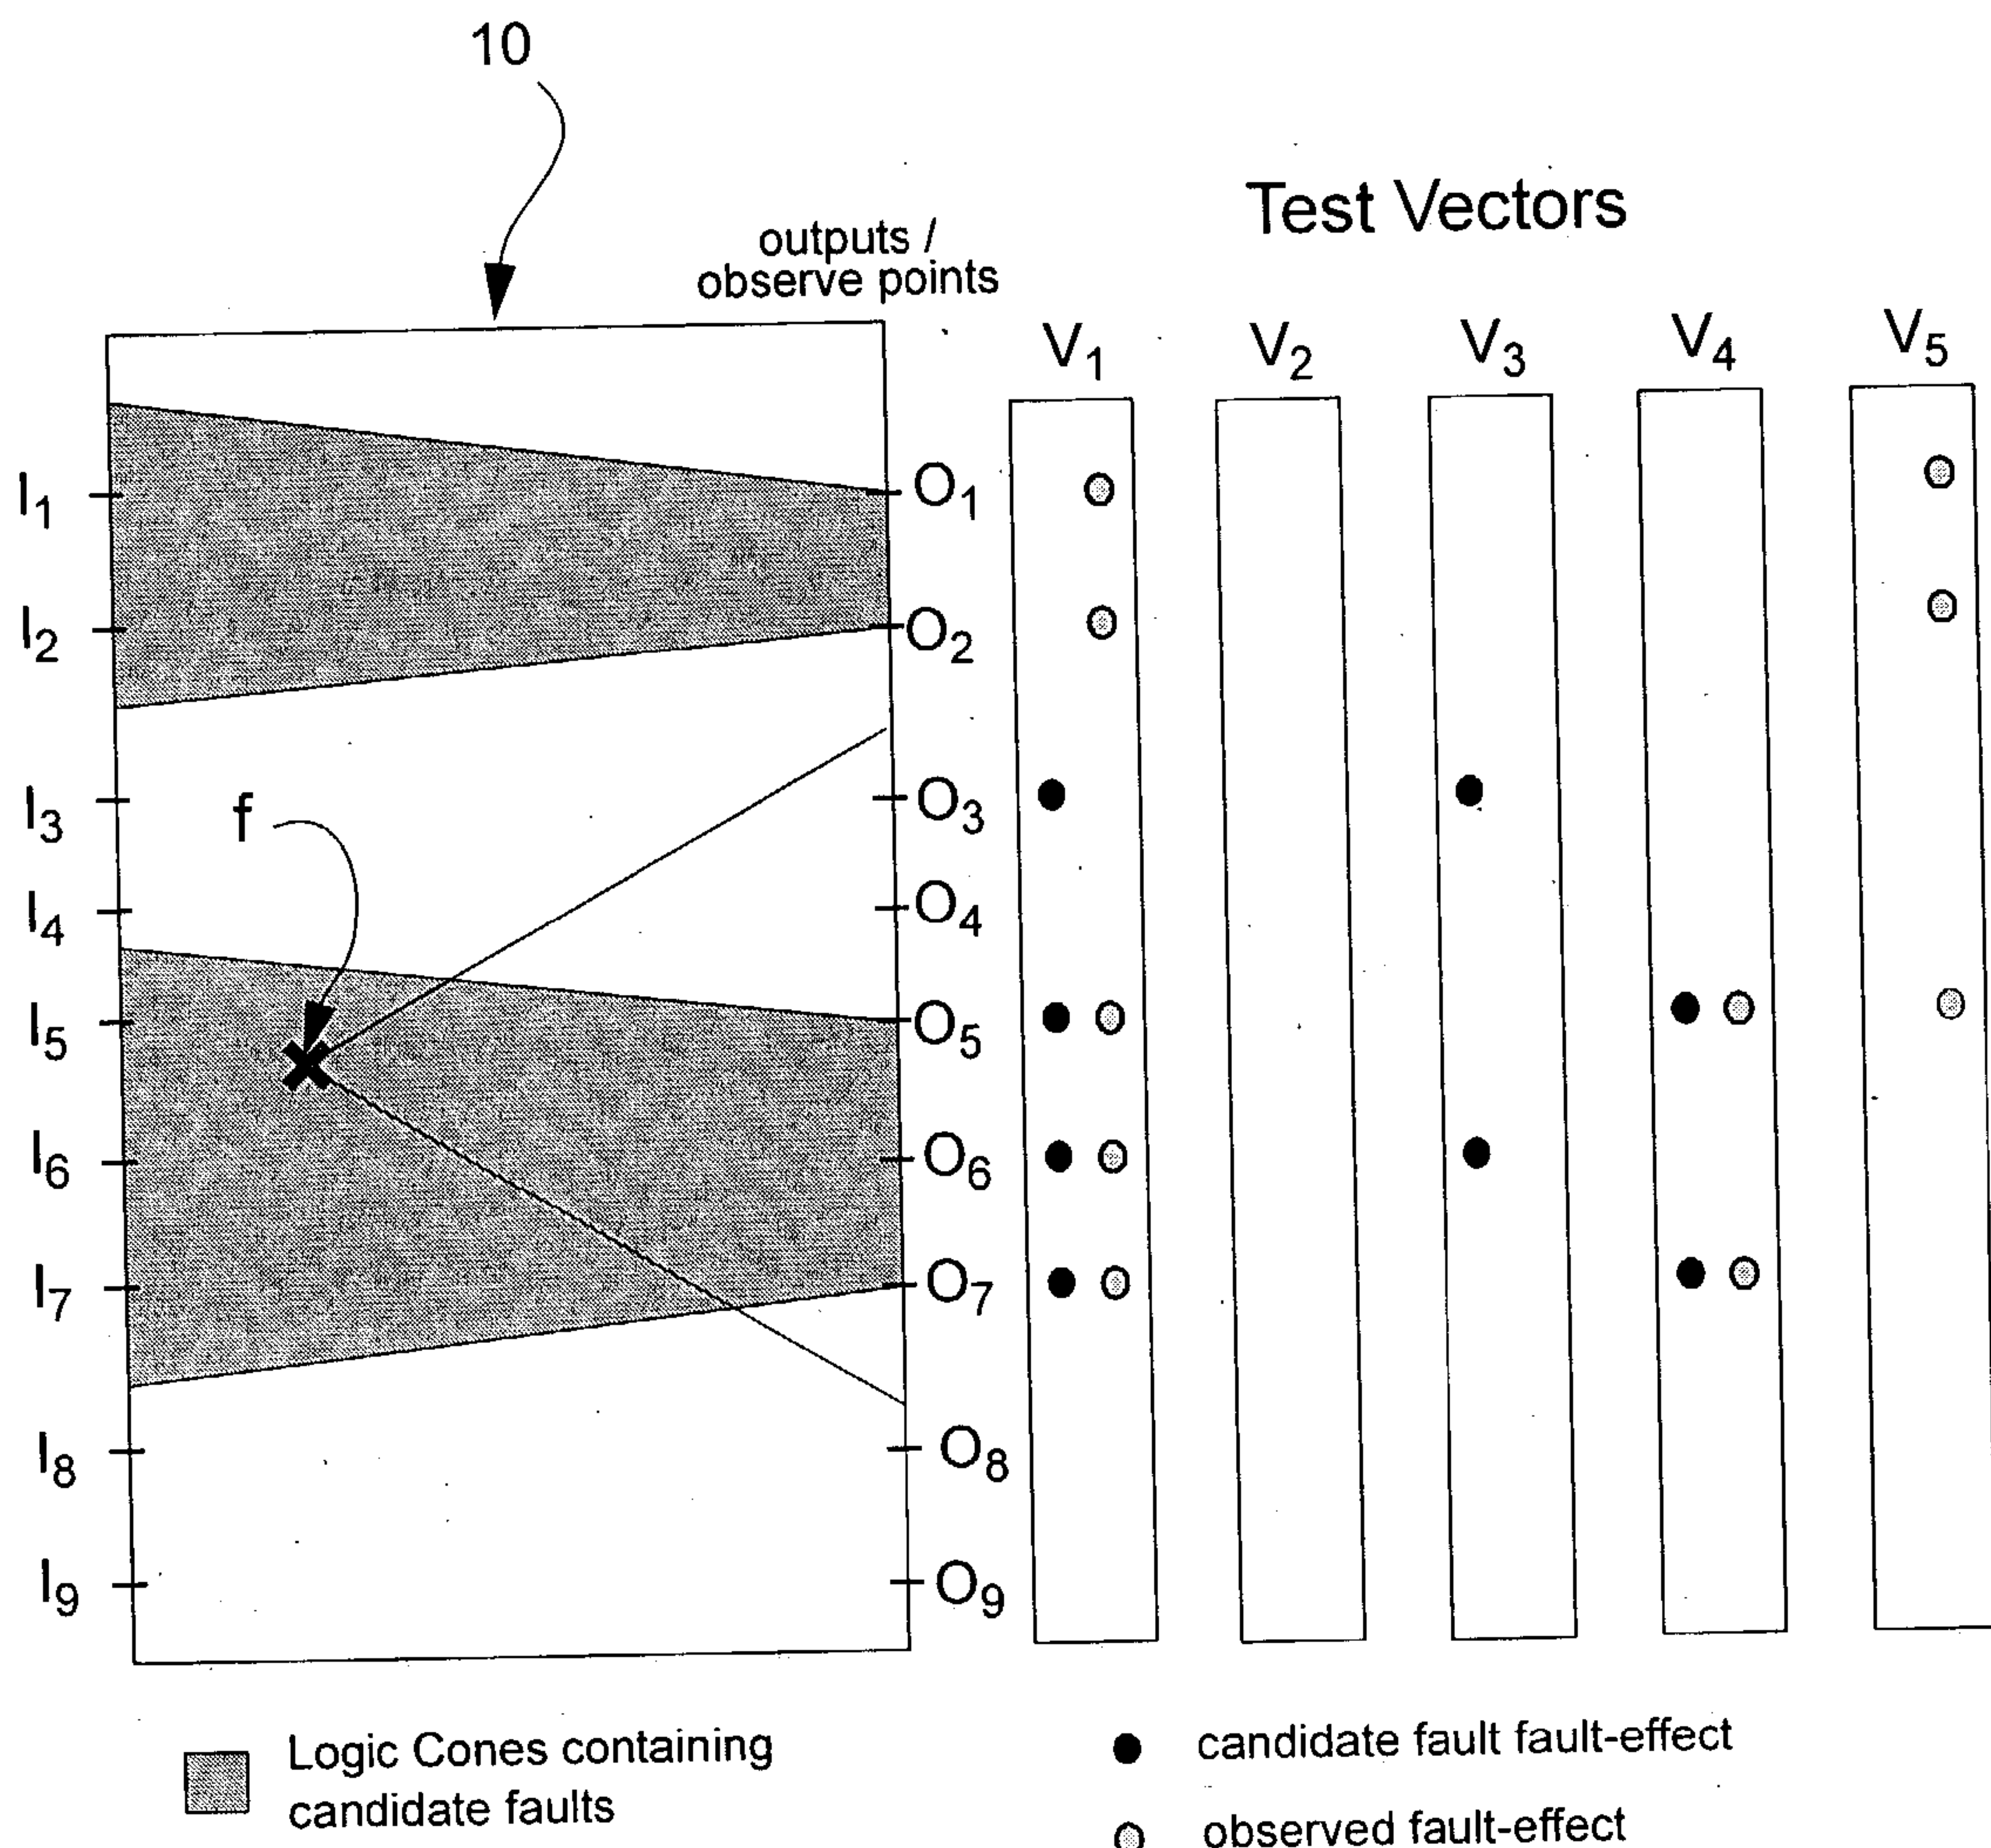 10
Test Vectors
outputs /
observe points
V1 V2 V3 V4 V5
I1 O1
I2 O2
I3 O3
f
I4 O4
I5 O5
I6 O6
I7 O7
I8 O8
I9 O9
Logic Cones containing
candidate faults
candidate fault fault-effect
observed fault-effect